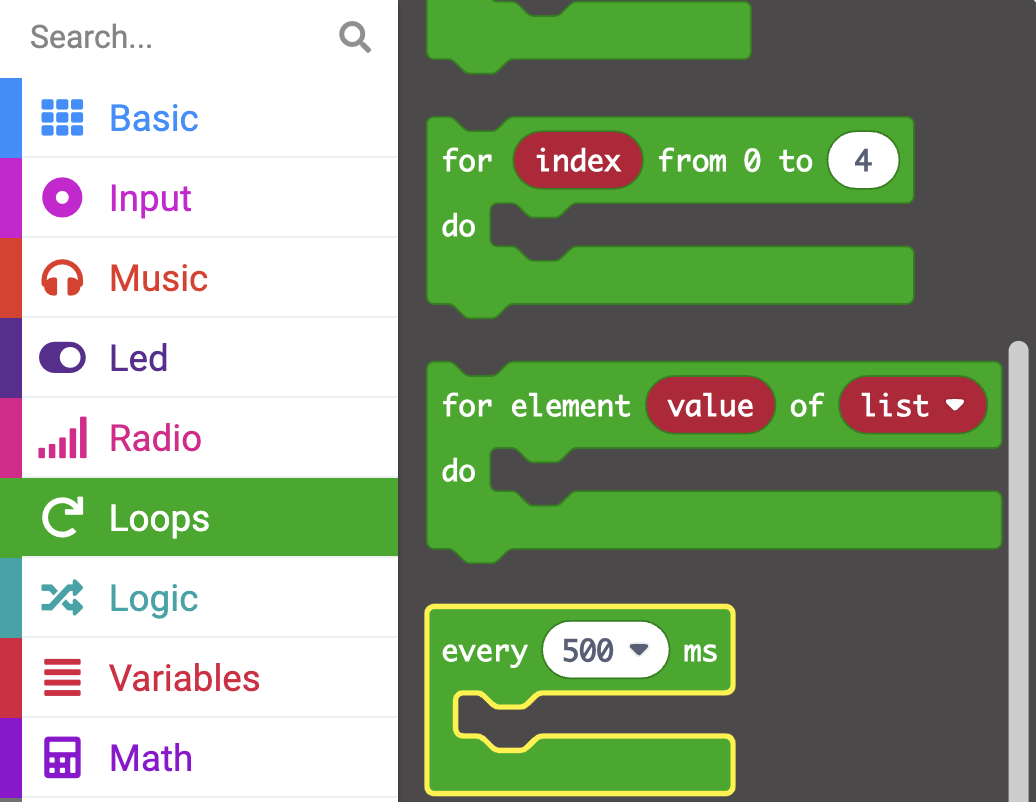 Search...
Basic
Input
Music
Led
Radio
Loops
Logic
Variables
Math
for index from 0 to 4
do
for element value of list
do
every 500 ms